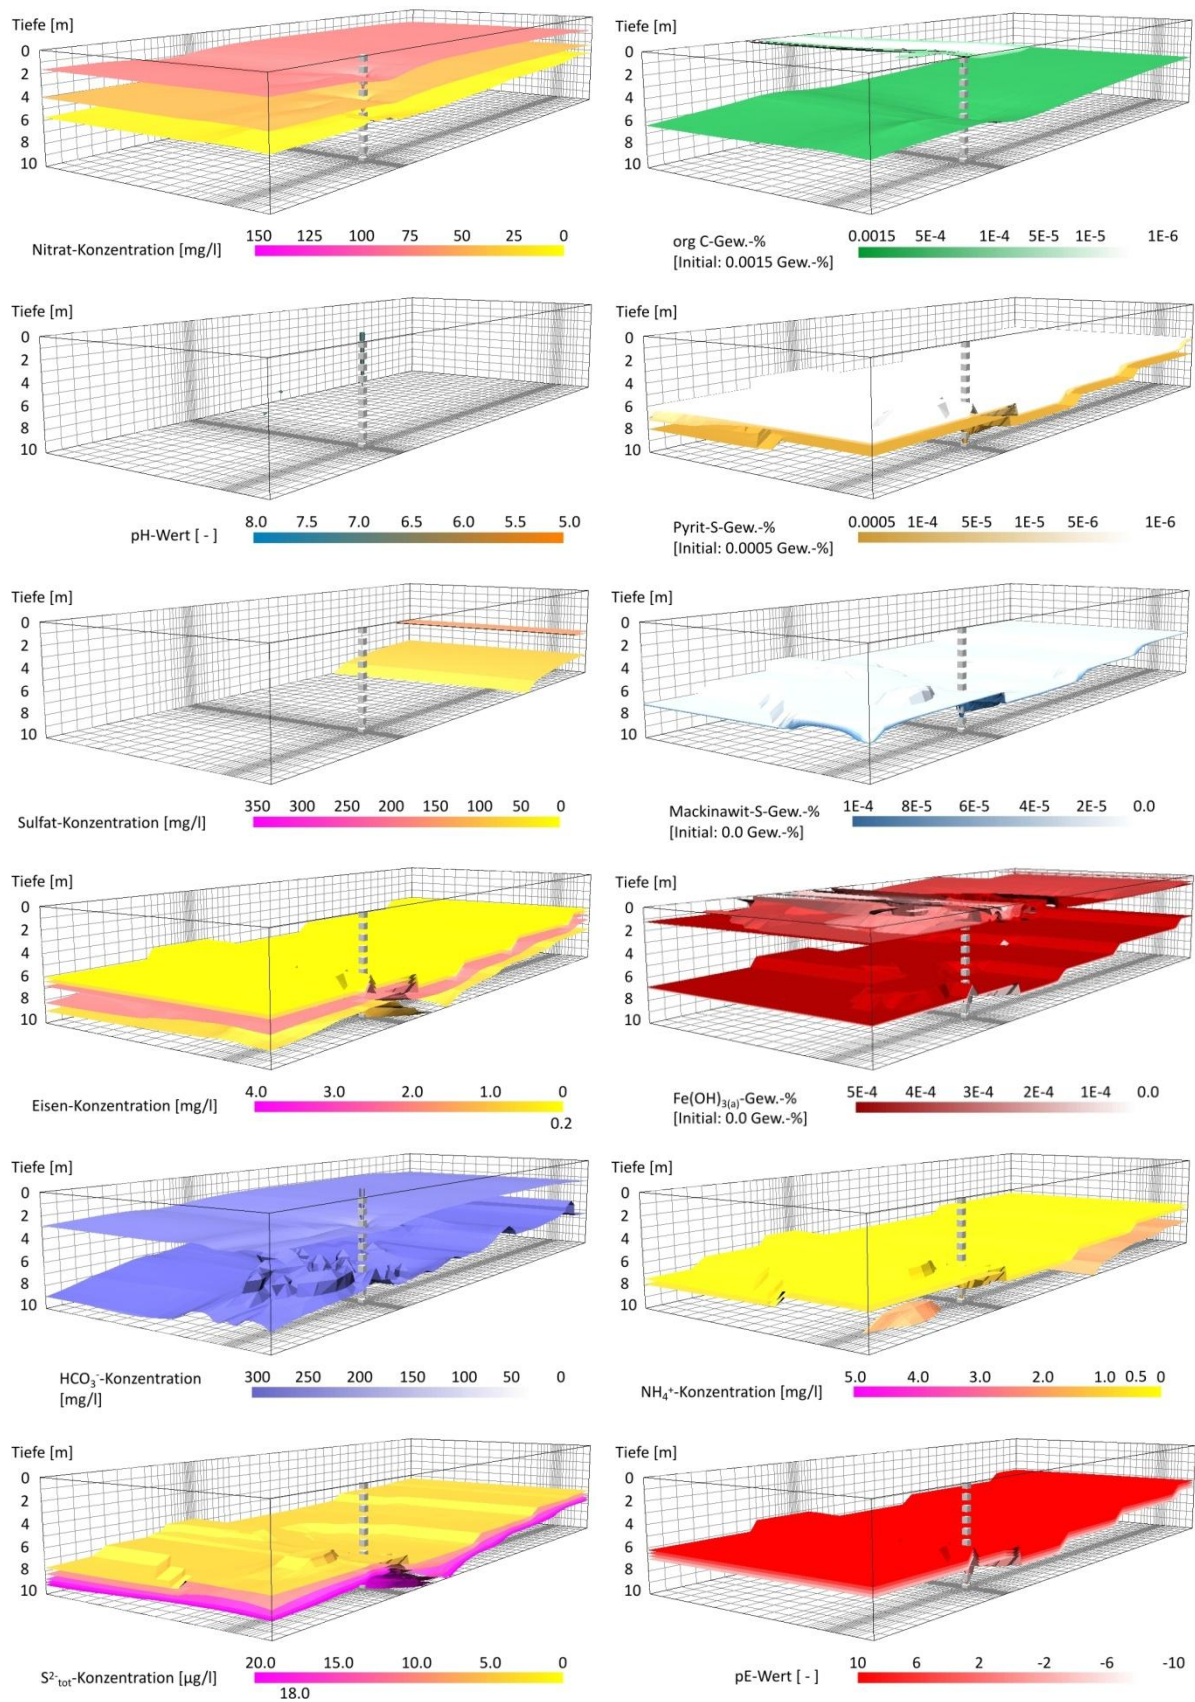 Tiefe [m]
0
2
4
6
8
10
150 125 100 75 50 25 0
Nitrat-Konzentration [mg/l]
Tiefe [m]
0
2
4
6
8
10
0.0015 5E-4 1E-4 5E-5 1E-5 1E-6
org C-Gew.-%
[Initial: 0.0015 Gew.-%]
Tiefe [m]
0
2
4
6
8
10
8.0 7.5 7.0 6.5 6.0 5.5 5.0
pH-Wert [ - ]
Tiefe [m]
0
2
4
6
8
10
0.0005 1E-4 5E-5 1E-5 5E-6 1E-6
Pyrit-S-Gew.-%
[Initial: 0.0005 Gew.-%]
Tiefe [m]
0
2
4
6
8
10
350 300 250 200 150 100 50 0
Sulfat-Konzentration [mg/l]
Tiefe [m]
0
2
4
6
8
10
1E-4 8E-5 6E-5 4E-5 2E-5 0.0
Mackinawit-S-Gew.-%
[Initial: 0.0 Gew.-%]
Tiefe [m]
0
2
4
6
8
10
4.0 3.0 2.0 1.0 0
Eisen-Konzentration [mg/l]
0.2
Tiefe [m]
0
2
4
6
8
10
5E-4 4E-4 3E-4 2E-4 1E-4 0.0
Fe(OH)3(a)-Gew.-%
[Initial: 0.0 Gew.-%]
Tiefe [m]
0
2
4
6
8
10
300 250 200 150 100 50 0
HCO₃⁻-Konzentration
[mg/l]
Tiefe [m]
0
2
4
6
8
10
5.0 4.0 3.0 2.0 1.0 0.5 0
NH₄⁺-Konzentration [mg/l]
Tiefe [m]
0
2
4
6
8
10
20.0 15.0 10.0 5.0 0
S²⁻tot-Konzentration [µg/l]
18.0
Tiefe [m]
0
2
4
6
8
10
10 6 2 -2 -6 -10
pE-Wert [ - ]